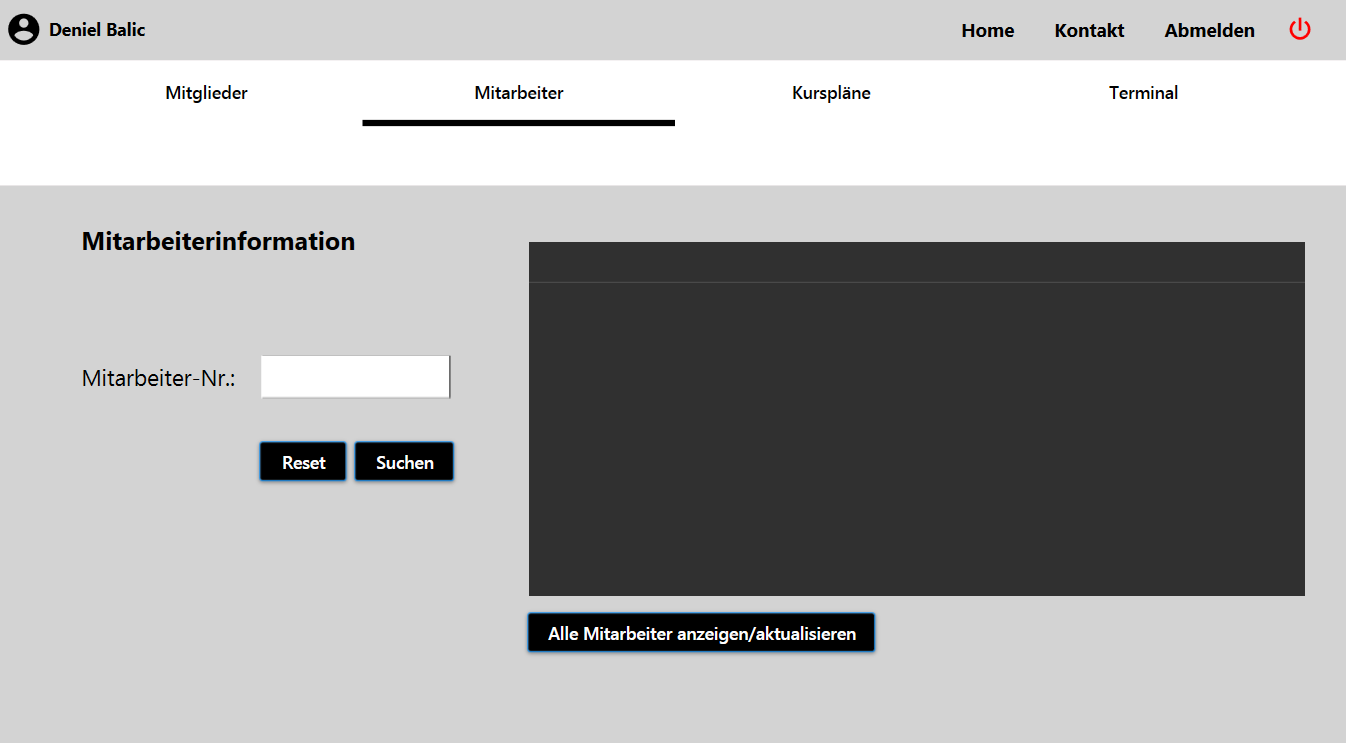 Deniel Balic
Home Kontakt Abmelden
Mitglieder Mitarbeiter Kurspläne Terminal
Mitarbeiterinformation
Mitarbeiter-Nr.:
Reset Suchen
Alle Mitarbeiter anzeigen/aktualisieren